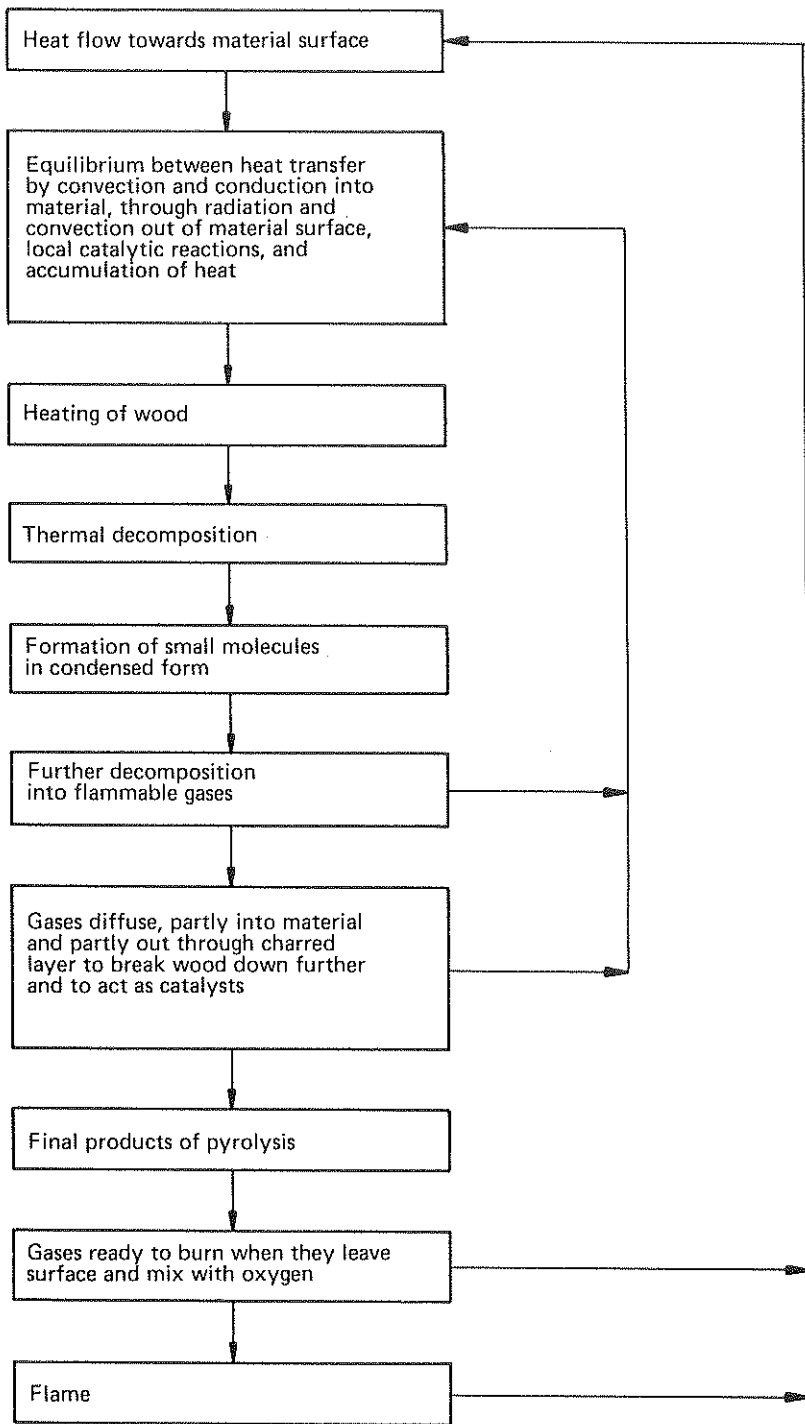 Heat flow towards material surface
Equilibrium between heat transfer
by convection and conduction into
material, through radiation and
convection out of material surface,
local catalytic reactions, and
accumulation of heat
Heating of wood
Thermal decomposition
Formation of small molecules
in condensed form
Further decomposition
into flammable gases
Gases diffuse, partly into material
and partly out through charred
layer to break wood down further
and to act as catalysts
Final products of pyrolysis
Gases ready to burn when they leave
surface and mix with oxygen
Flame